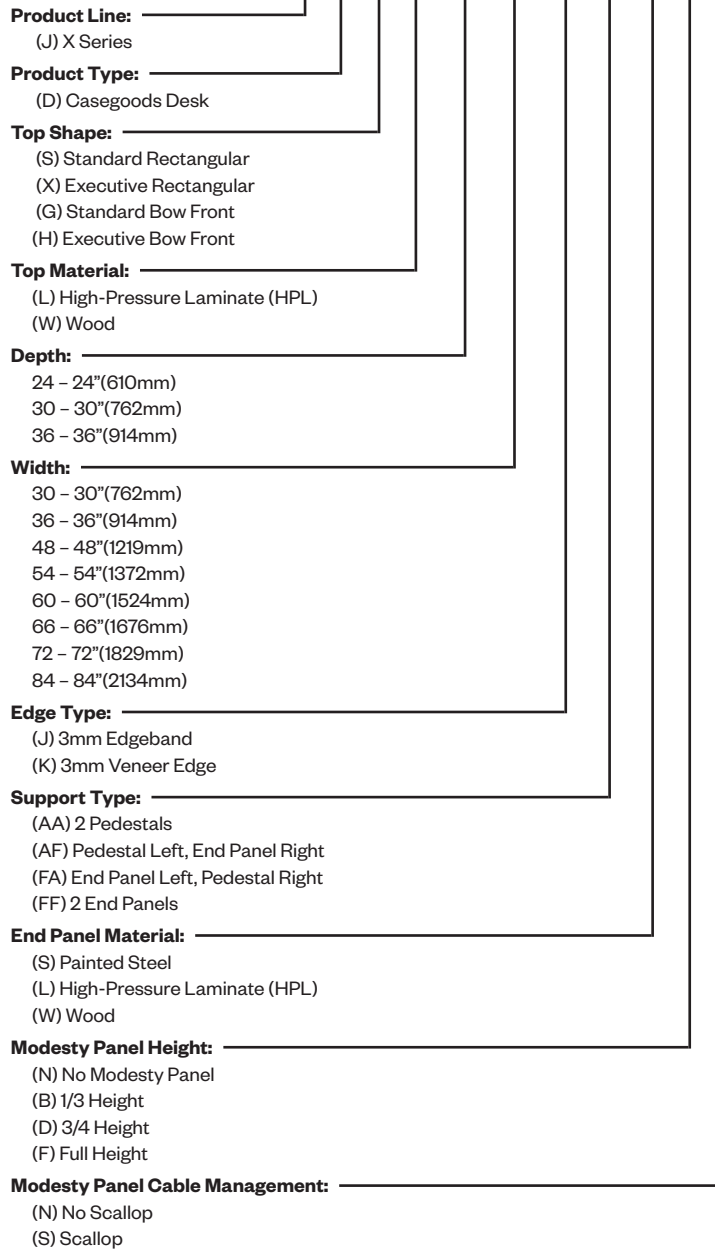 Product Line:
(J) X Series
Product Type:
(D) Casegoods Desk
Top Shape:
(S) Standard Rectangular
(X) Executive Rectangular
(G) Standard Bow Front
(H) Executive Bow Front
Top Material:
(L) High-Pressure Laminate (HPL)
(W) Wood
Depth:
24 – 24”(610mm)
30 – 30”(762mm)
36 – 36”(914mm)
Width:
30 – 30”(762mm)
36 – 36”(914mm)
48 – 48”(1219mm)
54 – 54”(1372mm)
60 – 60”(1524mm)
66 – 66”(1676mm)
72 – 72”(1829mm)
84 – 84”(2134mm)
Edge Type:
(J) 3mm Edgeband
(K) 3mm Veneer Edge
Support Type:
(AA) 2 Pedestals
(AF) Pedestal Left, End Panel Right
(FA) End Panel Left, Pedestal Right
(FF) 2 End Panels
End Panel Material:
(S) Painted Steel
(L) High-Pressure Laminate (HPL)
(W) Wood
Modesty Panel Height:
(N) No Modesty Panel
(B) 1/3 Height
(D) 3/4 Height
(F) Full Height
Modesty Panel Cable Management:
(N) No Scallop
(S) Scallop